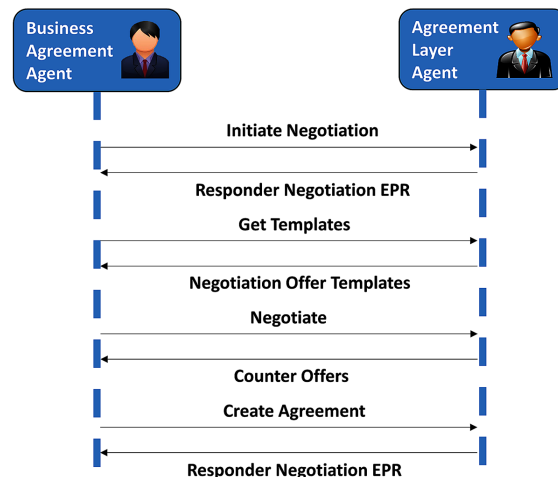 Business
Agreement
Agent
Agreement
Layer
Agent
Initiate Negotiation
Responder Negotiation EPR
Get Templates
Negotiation Offer Templates
Negotiate
Counter Offers
Create Agreement
Responder Negotiation EPR